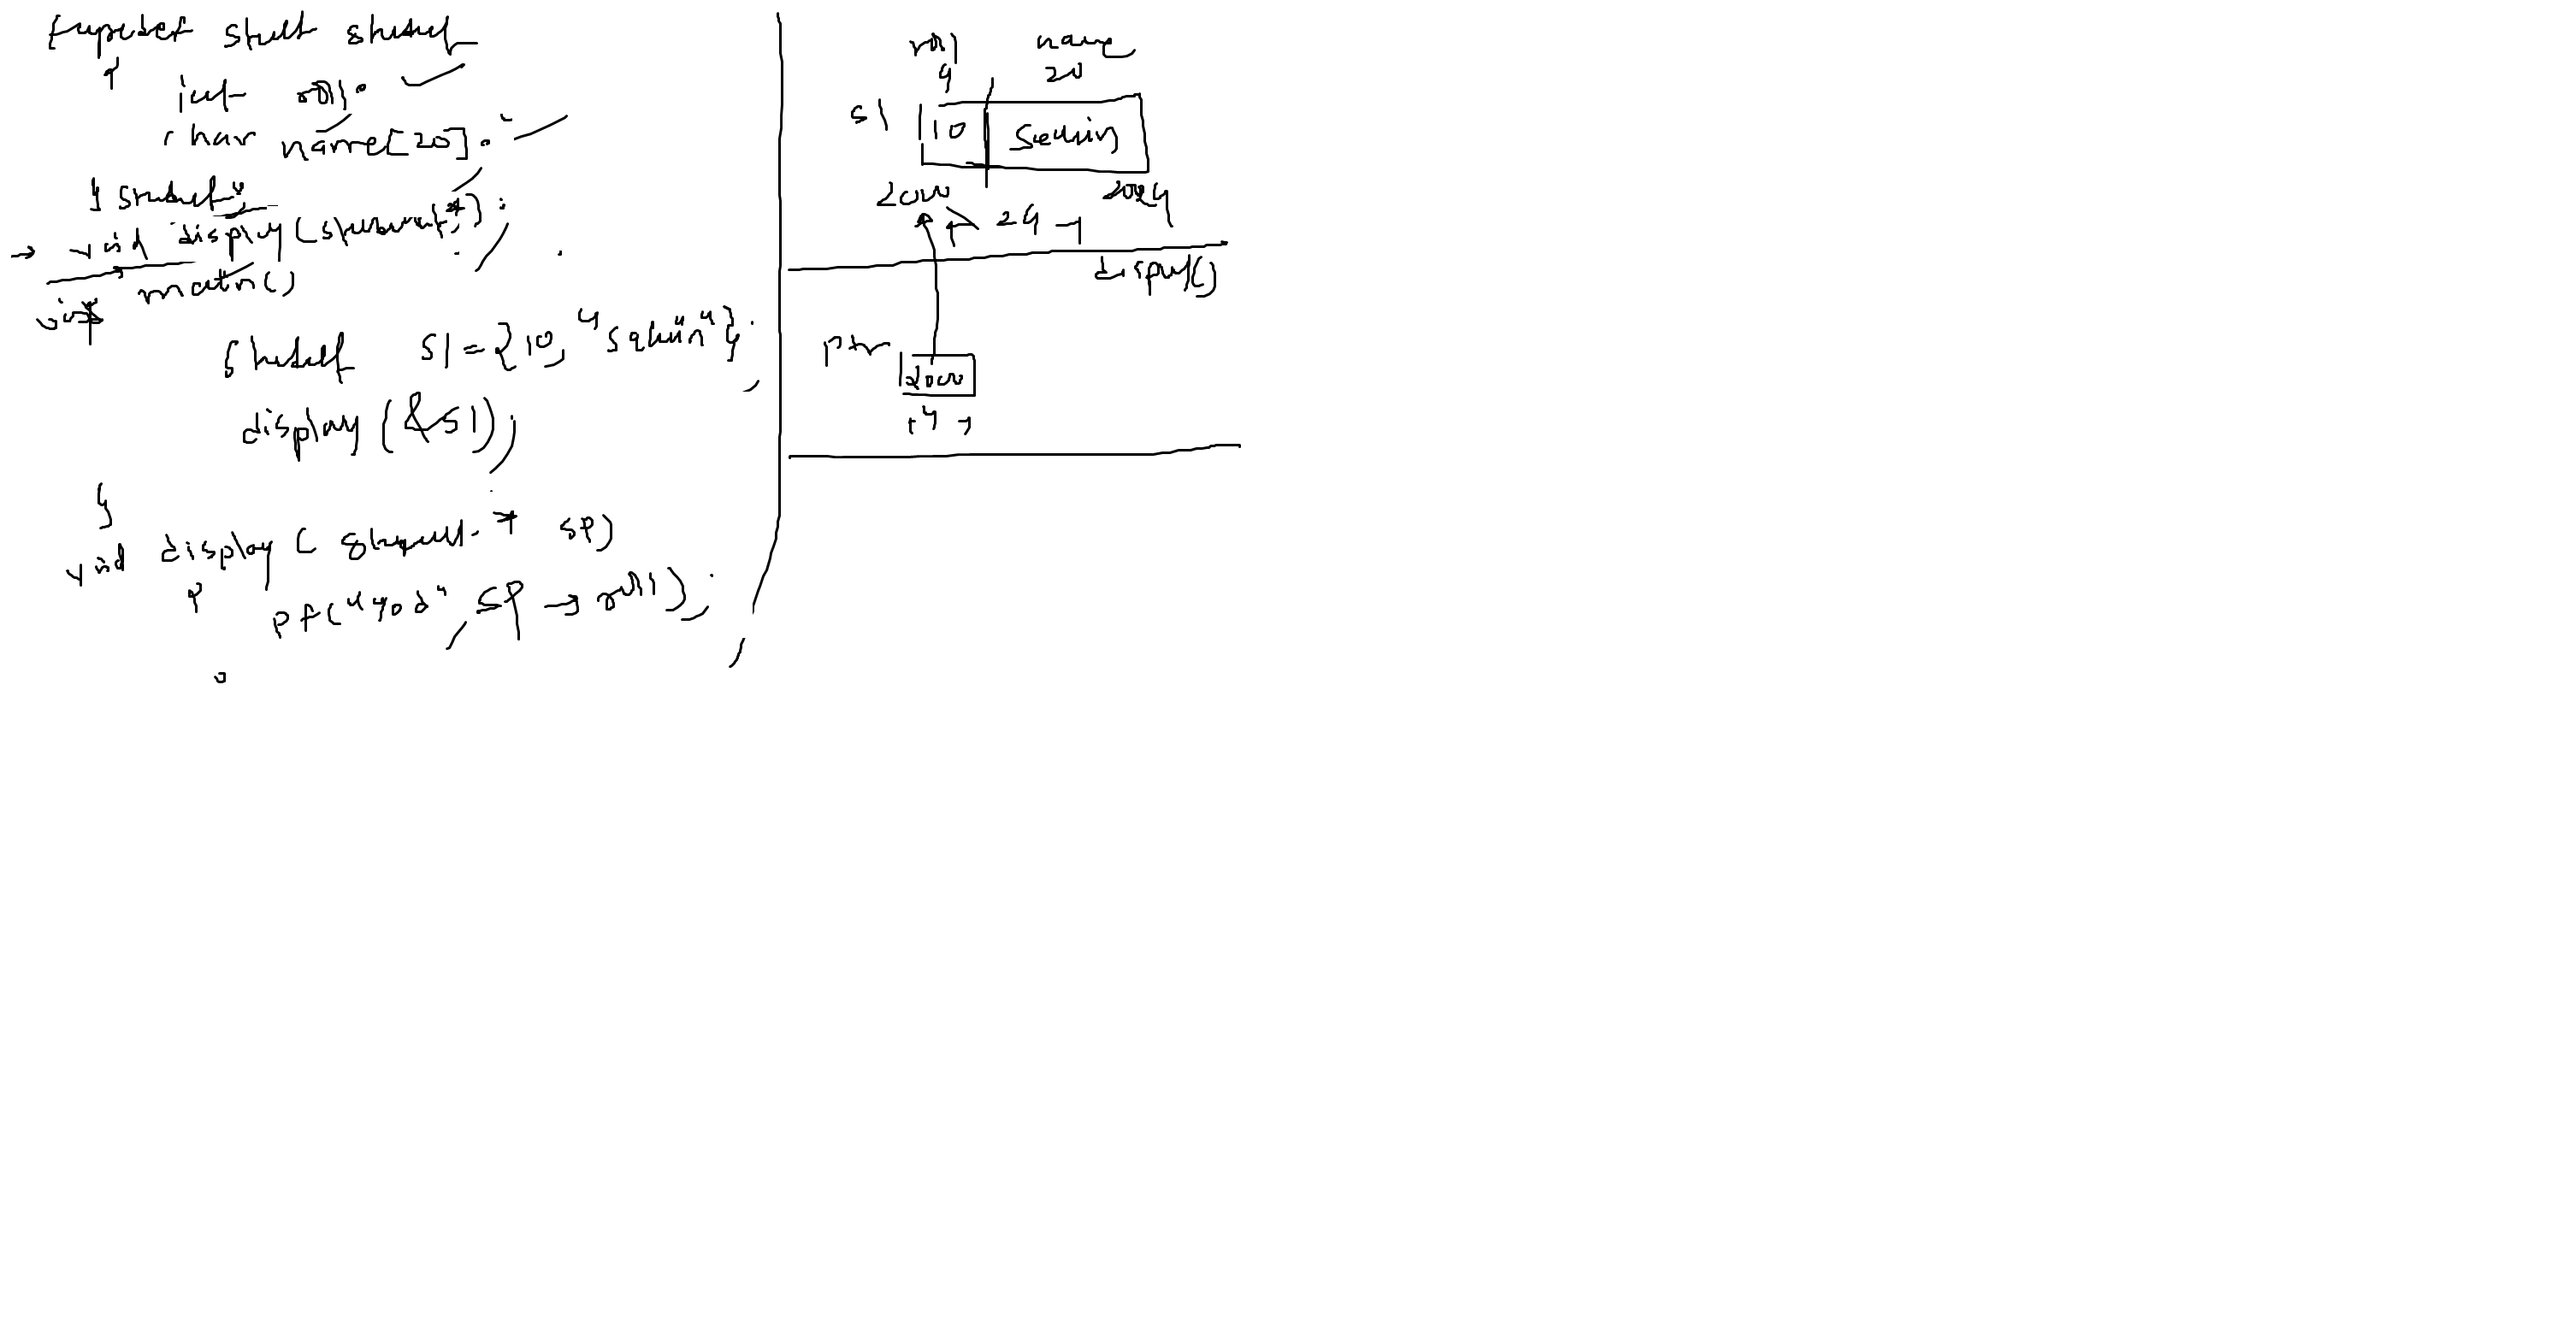 typedef struct student
{
int roll;
char name[20];
} student;
→ void display(student*);
int main()
{
student s1={10, "sachin"};
display(&s1);
}
void display( student * sp)
{
pf("%d", sp → roll);
roll name
4 20
s1 10 Sachin
2000 2024
24
display()
ptr
2000
4